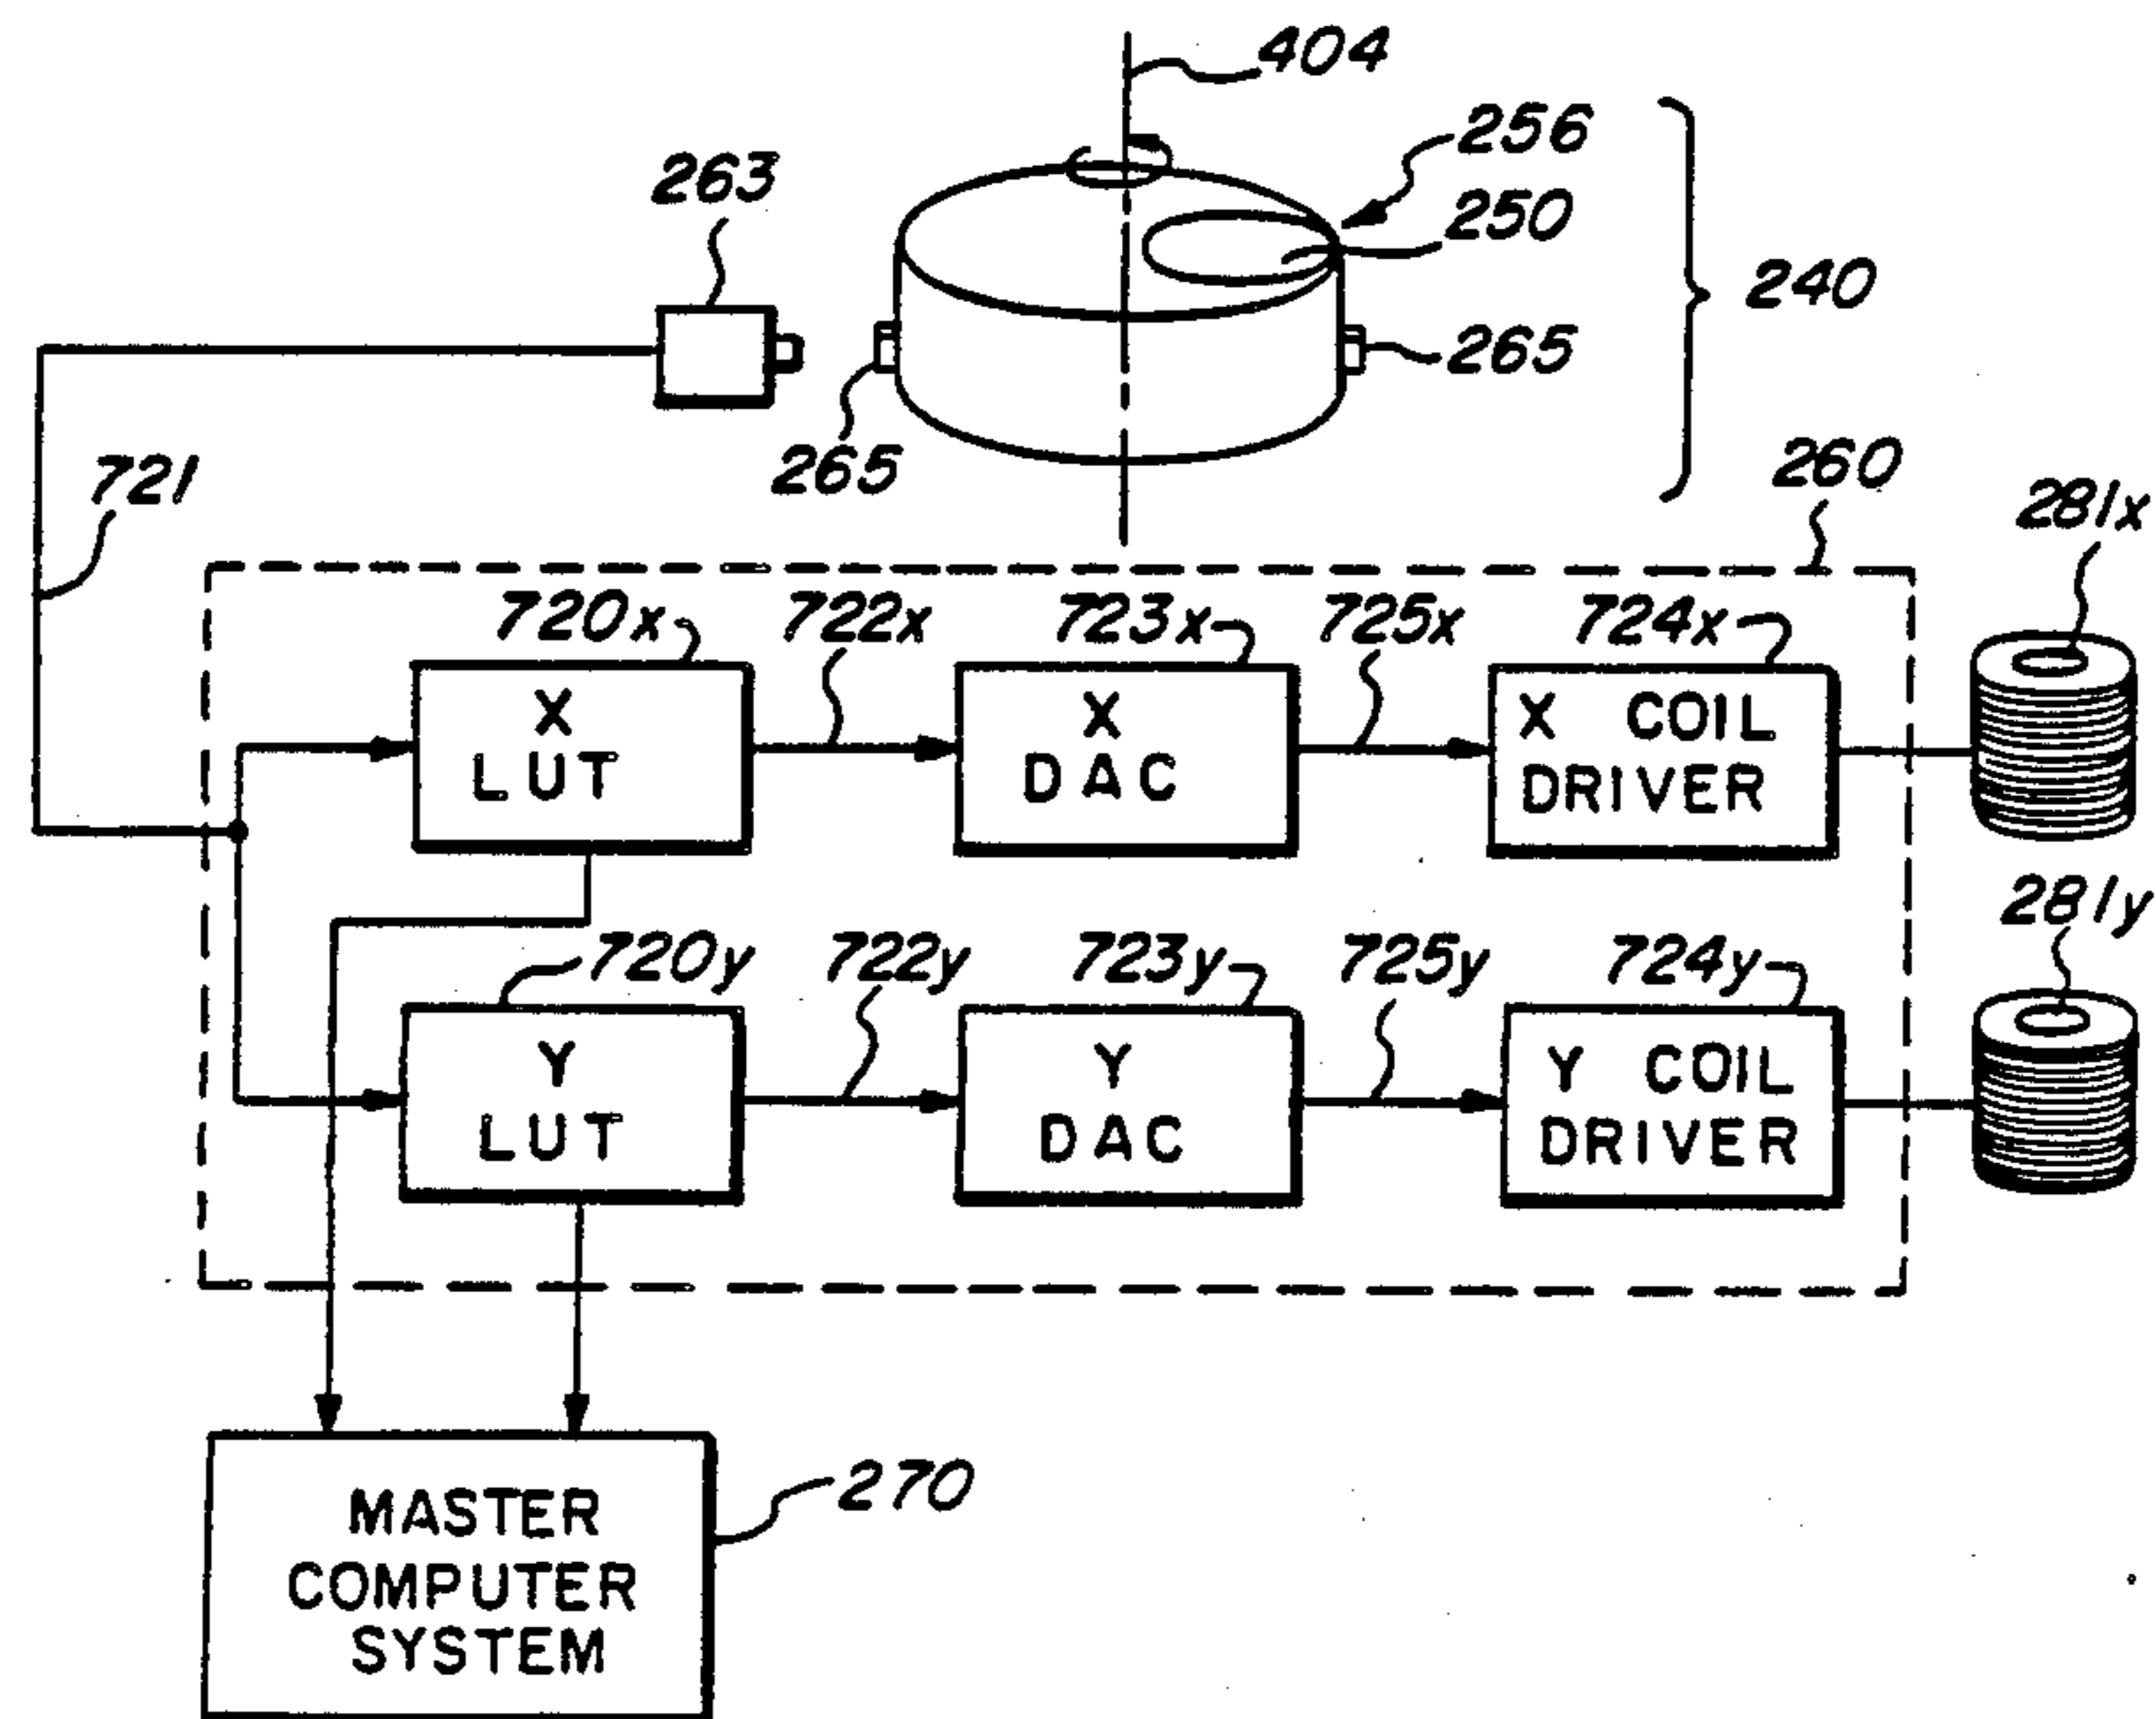 404
256
263
250
240
265
265
721
260
281x
720x 722x 723x 725x 724x
X
LUT
X
DAC
X COIL
DRIVER
281y
720y 722y 723y 725y 724y
Y
LUT
Y
DAC
Y COIL
DRIVER
270
MASTER
COMPUTER
SYSTEM